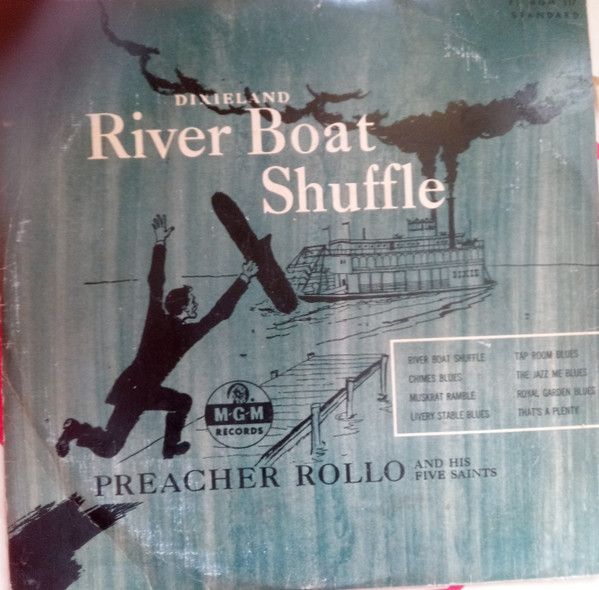 STANDARD
DIXIELAND
River Boat
Shuffle
DIXIE
RIVER BOAT SHUFFLE
CHIMES BLUES
MUSKRAT RAMBLE
LIVERY STABLE BLUES
TAP ROOM BLUES
THE JAZZ ME BLUES
ROYAL GARDEN BLUES
THAT'S A PLENTY
M-G-M
RECORDS
PREACHER ROLLO AND HIS
FIVE SAINTS